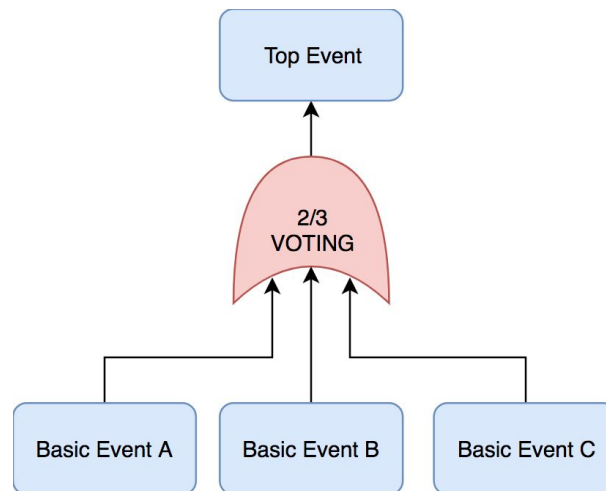 Top Event
2/3
VOTING
Basic Event A
Basic Event B
Basic Event C